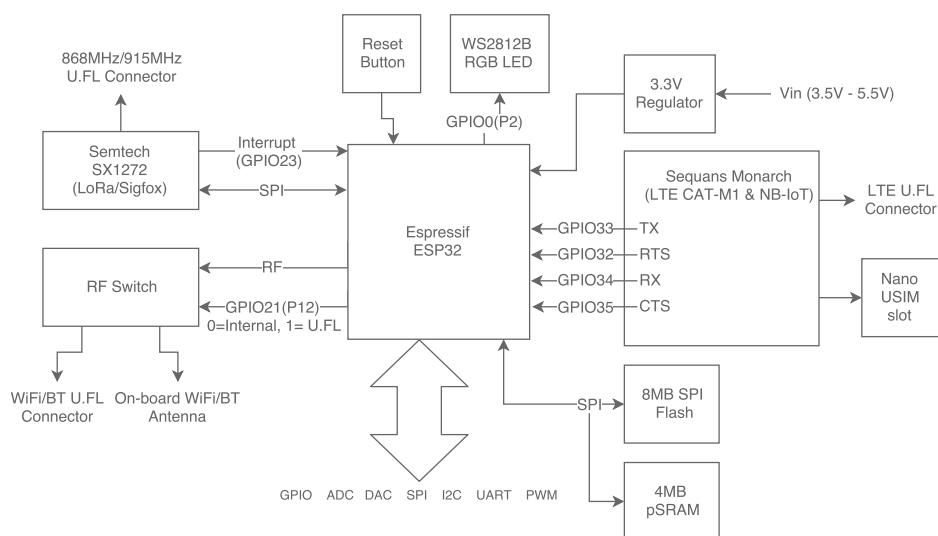 Reset
Button
WS2812B
RGB LED
868MHz/915MHz
U.FL Connector
3.3V
Regulator
Vin (3.5V - 5.5V)
GPIO0(P2)
Semtech
SX1272
(LoRa/Sigfox)
Interrupt
(GPIO23)
SPI
Sequans Monarch
(LTE CAT-M1 & NB-IoT)
LTE U.FL
Connector
Espressif
ESP32
GPIO33
TX
GPIO32
RTS
GPIO34
RX
GPIO35
CTS
RF Switch
RF
GPIO21(P12)
0=Internal, 1= U.FL
Nano
USIM
slot
WiFi/BT U.FL
Connector
On-board WiFi/BT
Antenna
SPI
8MB SPI
Flash
4MB
pSRAM
GPIO ADC DAC SPI I2C UART PWM